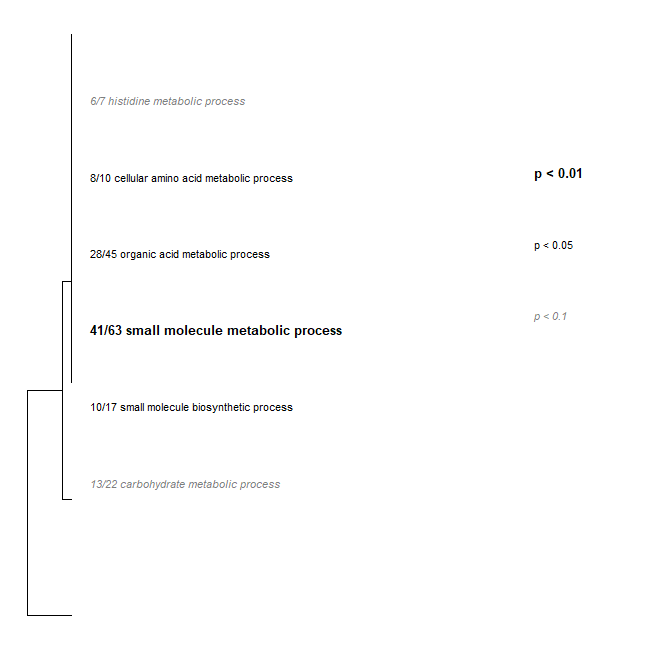 6/7 histidine metabolic process
8/10 cellular amino acid metabolic process
28/45 organic acid metabolic process
41/63 small molecule metabolic process
10/17 small molecule biosynthetic process
13/22 carbohydrate metabolic process
p < 0.01
p < 0.05
p < 0.1